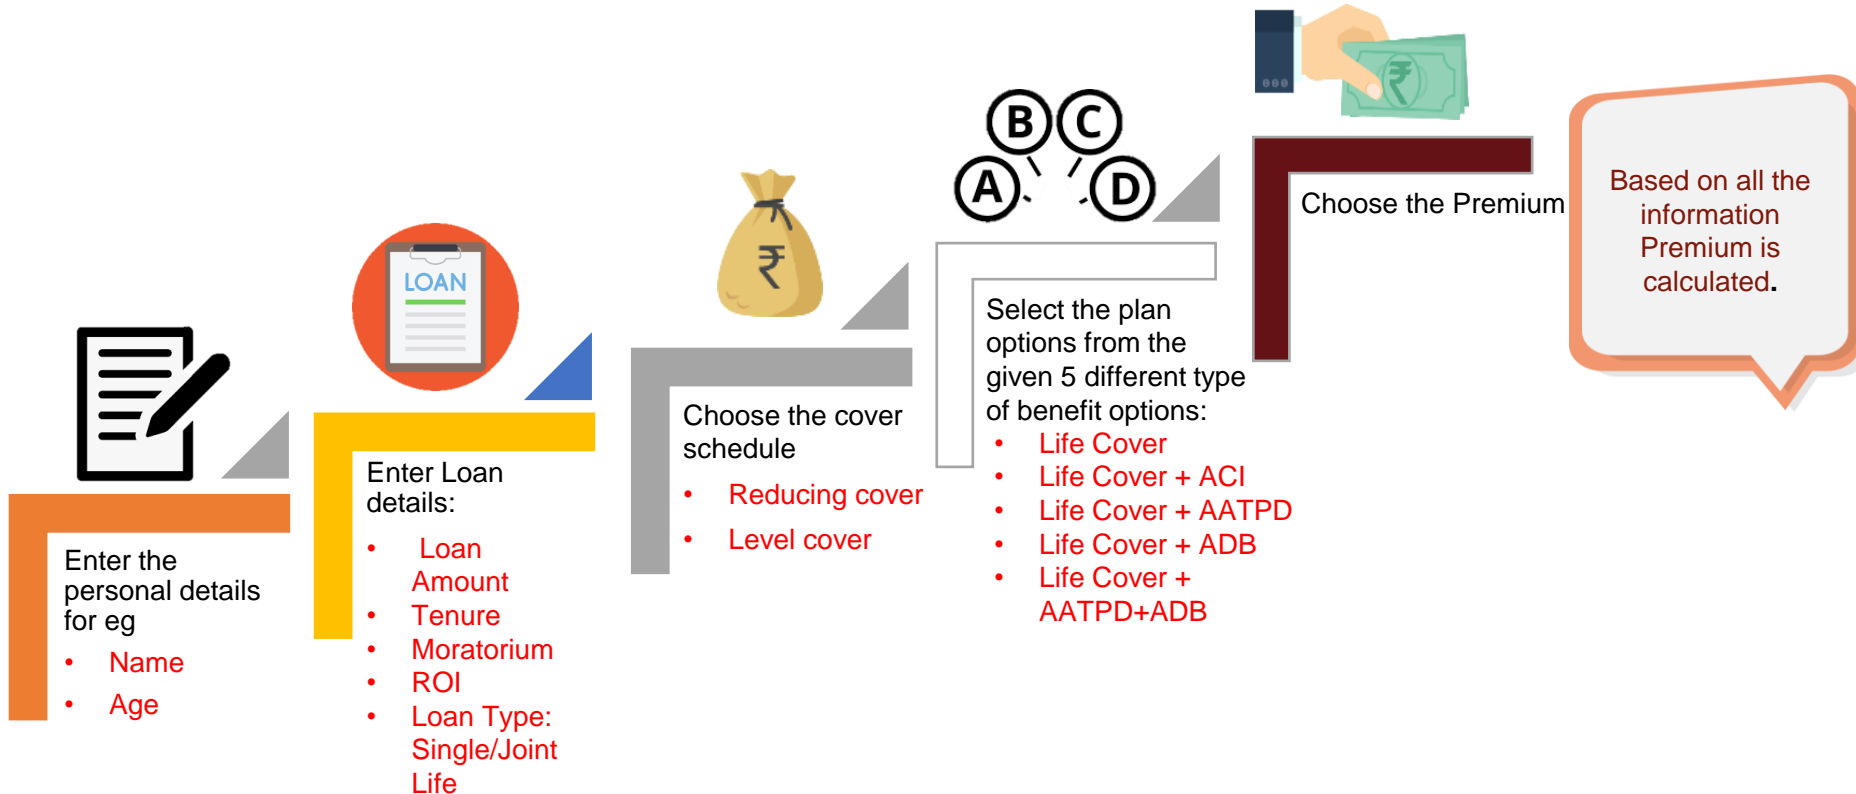 Enter the
personal details
for eg
• Name
• Age
LOAN
Enter Loan
details:
• Loan
Amount
• Tenure
• Moratorium
• ROI
• Loan Type:
Single/Joint
Life
₹
Choose the cover
schedule
• Reducing cover
• Level cover
A
B
C
D
Select the plan
options from the
given 5 different type
of benefit options:
• Life Cover
• Life Cover + ACI
• Life Cover + AATPD
• Life Cover + ADB
• Life Cover +
AATPD+ADB
₹
Choose the Premium
Based on all the
information
Premium is
calculated.